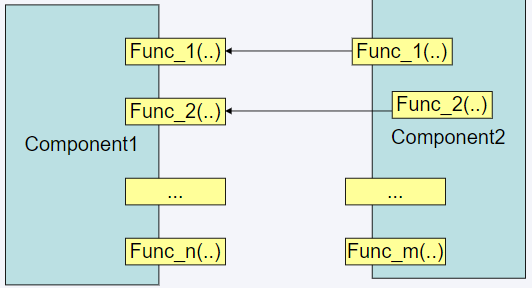 Func_1(..)
Func_1(..)
Func_2(..)
Func_2(..)
Component1
Component2
...
...
Func_n(..)
Func_m(..)